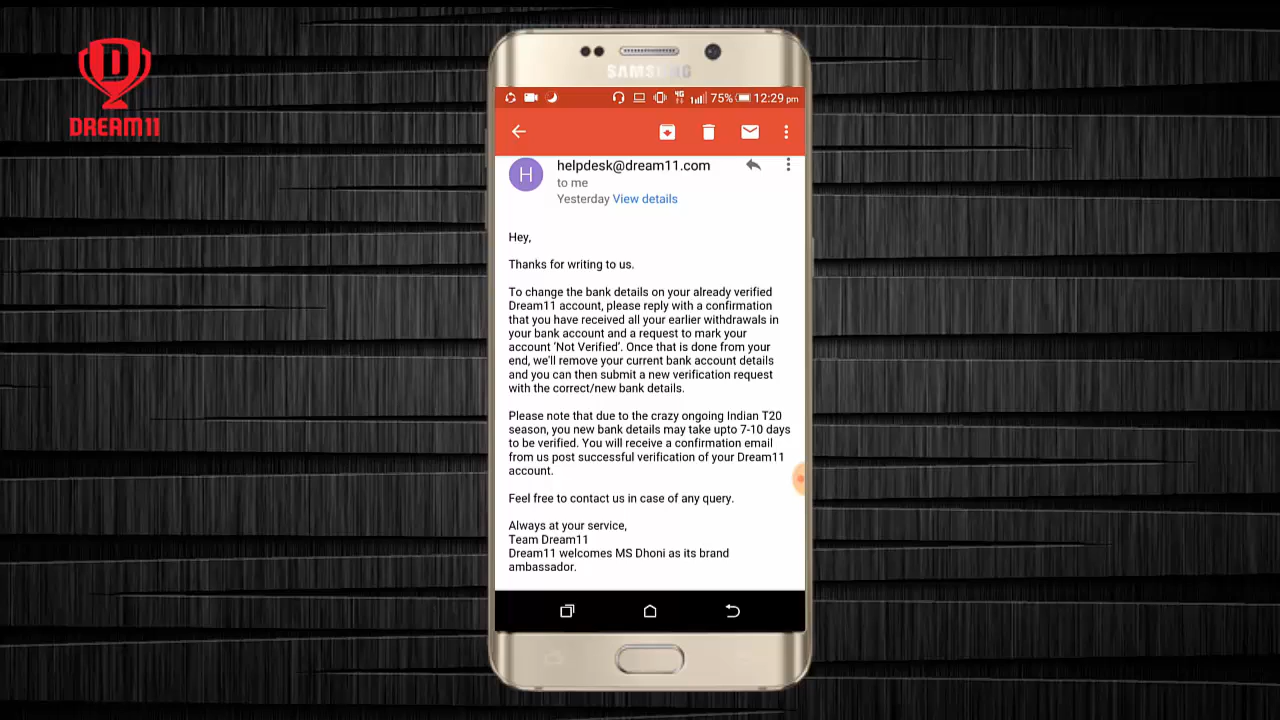 D
DREAM11
SAMSUNG
4G
75%
12:29 pm
H
helpdesk@dream11.com
to me
Yesterday View details
Hey,
Thanks for writing to us.
To change the bank details on your already verified
Dream11 account, please reply with a confirmation
that you have received all your earlier withdrawals in
your bank account and a request to mark your
account ‘Not Verified’. Once that is done from your
end, we'll remove your current bank account details
and you can then submit a new verification request
with the correct/new bank details.
Please note that due to the crazy ongoing Indian T20
season, you new bank details may take upto 7-10 days
to be verified. You will receive a confirmation email
from us post successful verification of your Dream11
account.
Feel free to contact us in case of any query.
Always at your service,
Team Dream11
Dream11 welcomes MS Dhoni as its brand
ambassador.